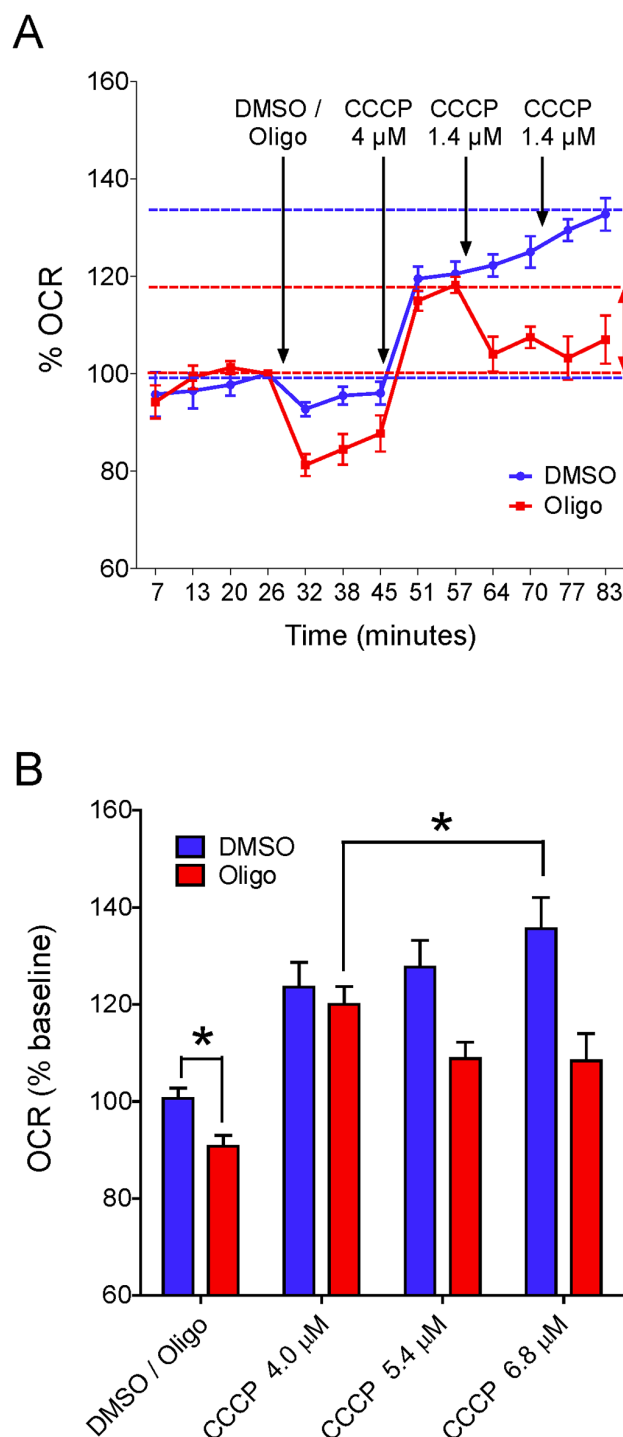 A
160
140
120
100
80
60
% OCR
DMSO /
Oligo
CCCP
4 µM
CCCP
1.4 µM
CCCP
1.4 µM
DMSO
Oligo
7 13 20 26 32 38 45 51 57 64 70 77 83
Time (minutes)
B
160
140
120
100
80
60
OCR (% baseline)
DMSO
Oligo
*
*
DMSO / Oligo
CCCP 4.0 µM
CCCP 5.4 µM
CCCP 6.8 µM